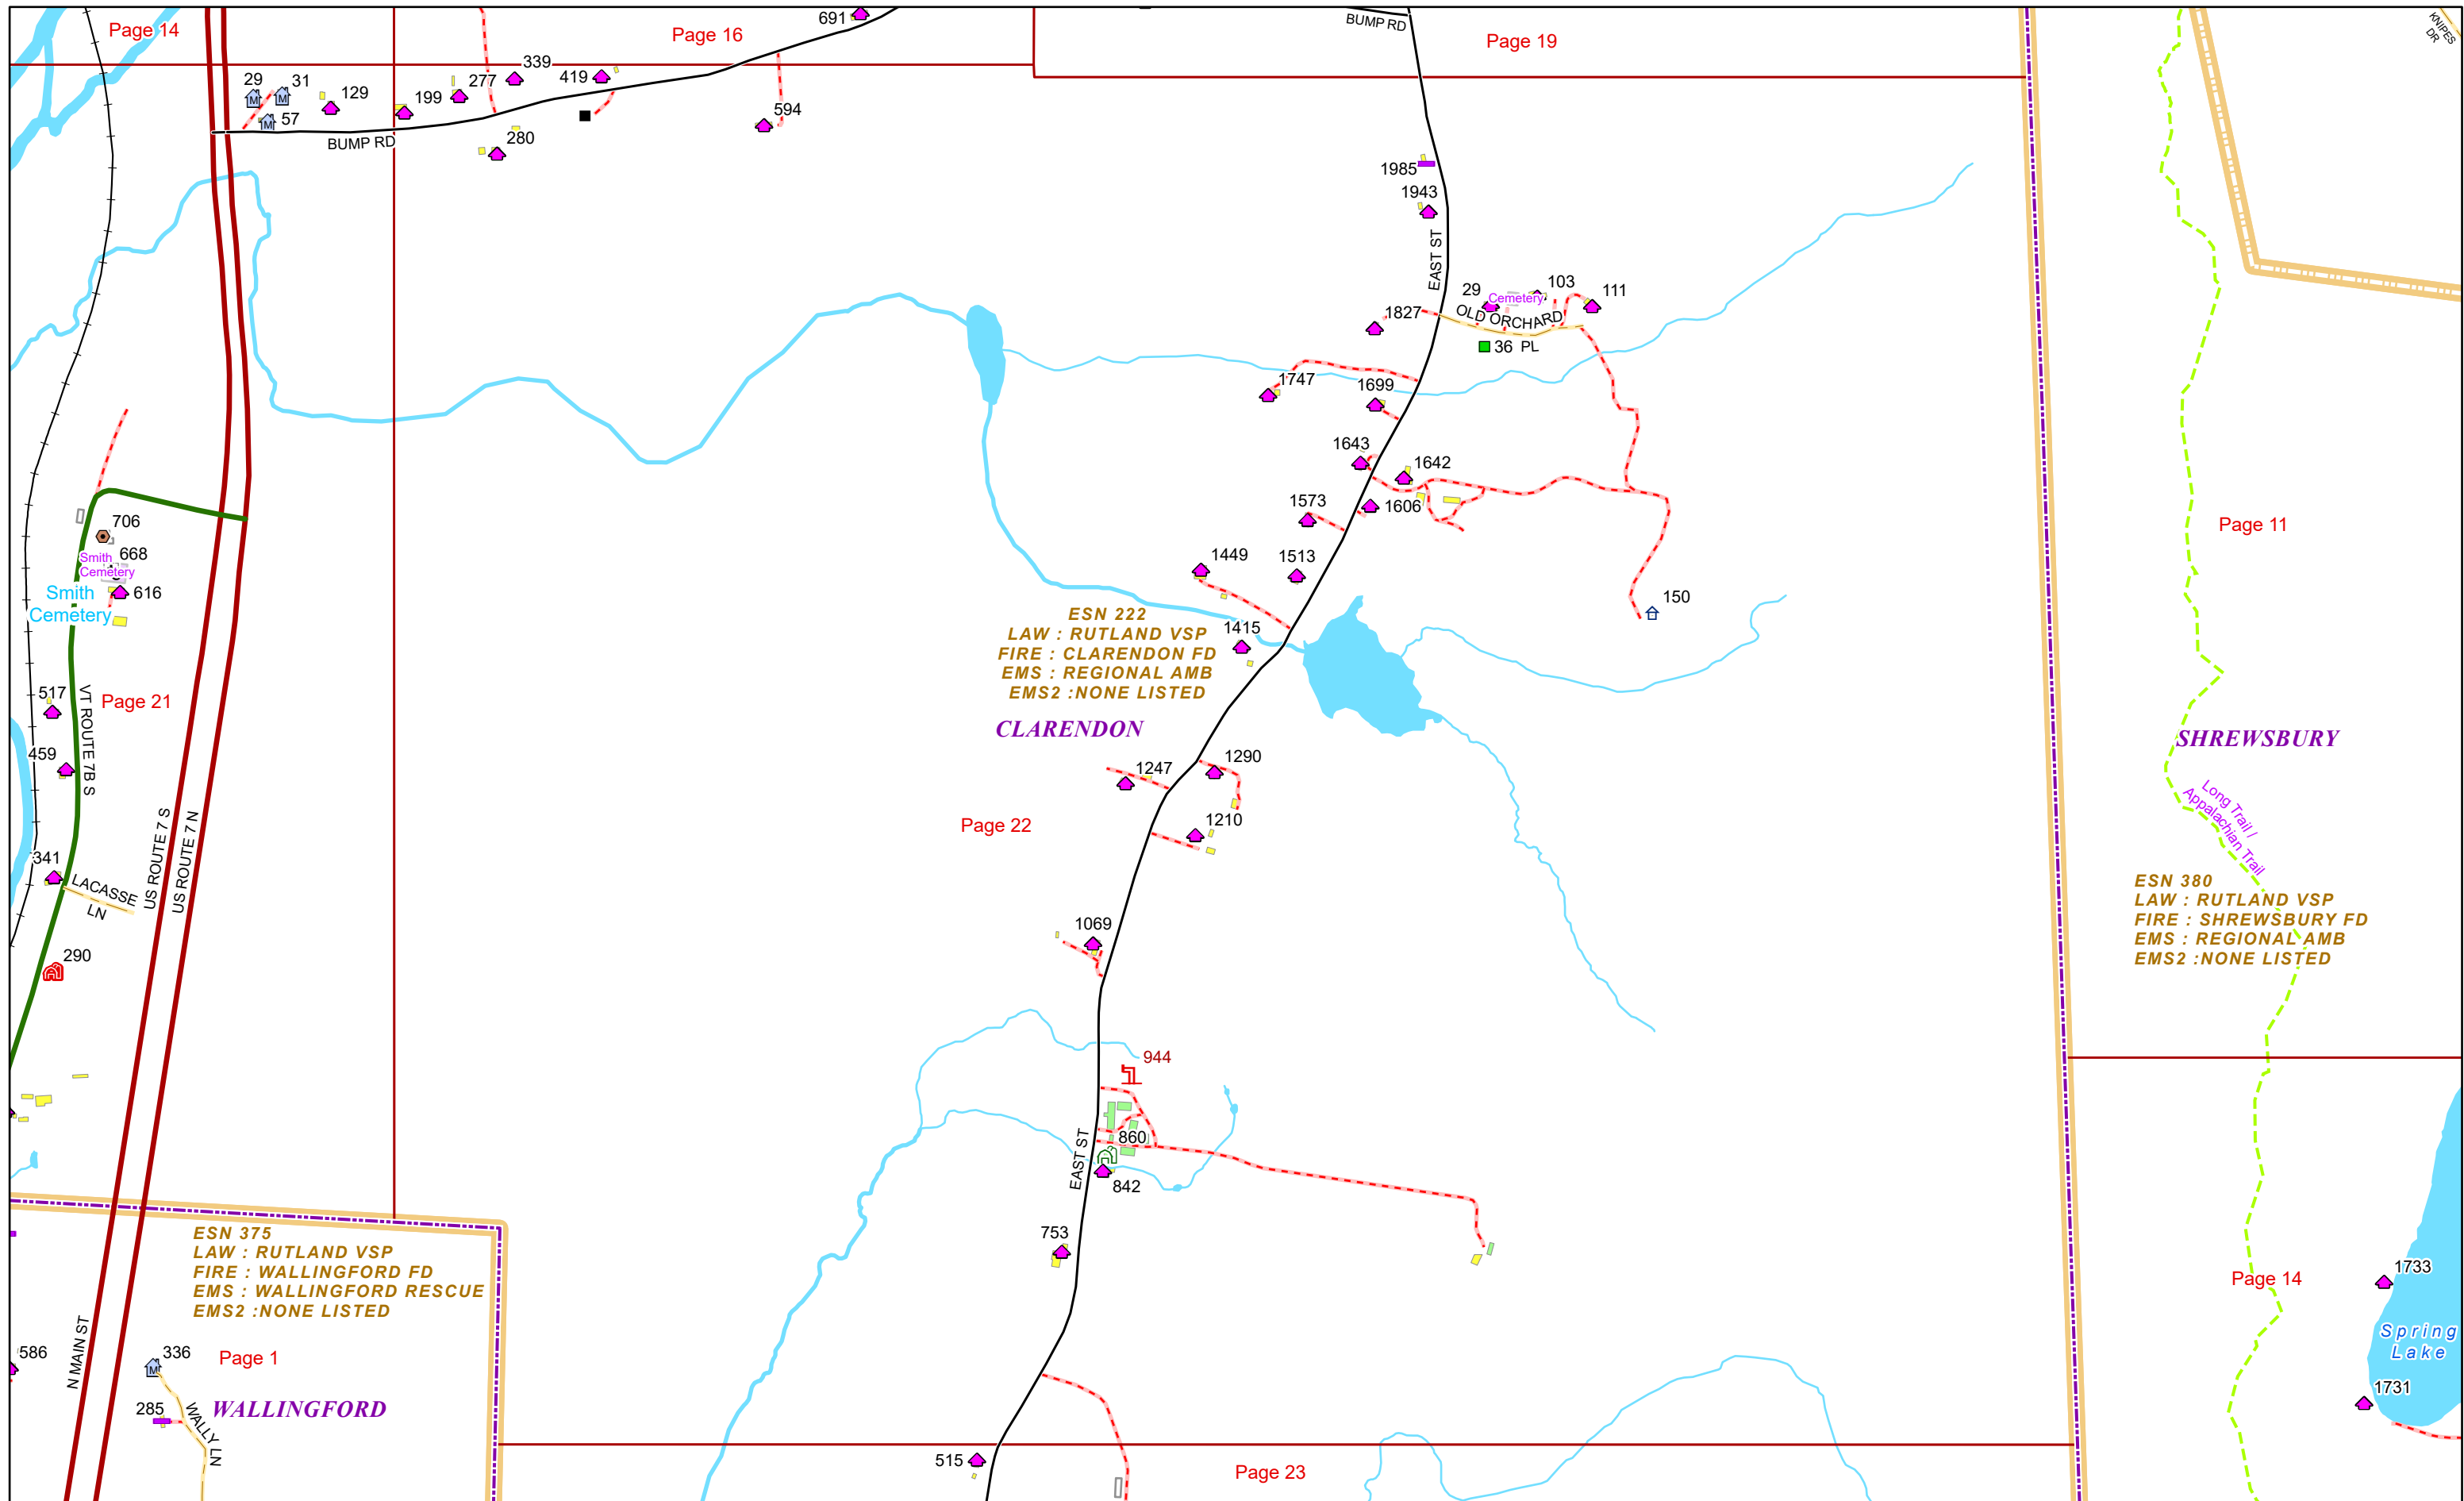 Page 14
Page 16
691
BUMP RD
Page 19
KNIPES
DR
29
31
129
57
199
277
339
419
280
594
BUMP RD
1985
1943
EAST ST
29
Cemetery
103
111
1827
OLD ORCHARD
36 PL
1747
1699
1643
1642
1573
1606
1449
1513
150
1415
706
Smith
Cemetery
668
Smith
Cemetery
616
517
Page 21
VT ROUTE 7B S
459
341
LACASSE
LN
US ROUTE 7 S
US ROUTE 7 N
290
ESN 222
LAW : RUTLAND VSP
FIRE : CLARENDON FD
EMS : REGIONAL AMB
EMS2 :NONE LISTED
CLARENDON
Page 11
SHREWSBURY
Long Trail /
Appalachian Trail
1247
1290
1210
Page 22
1069
ESN 380
LAW : RUTLAND VSP
FIRE : SHREWSBURY FD
EMS : REGIONAL AMB
EMS2 :NONE LISTED
944
860
EAST ST
842
753
ESN 375
LAW : RUTLAND VSP
FIRE : WALLINGFORD FD
EMS : WALLINGFORD RESCUE
EMS2 :NONE LISTED
N MAIN ST
586
336
Page 1
285
WALLY LN
WALLINGFORD
Page 14
1733
Spring
Lake
1731
515
Page 23